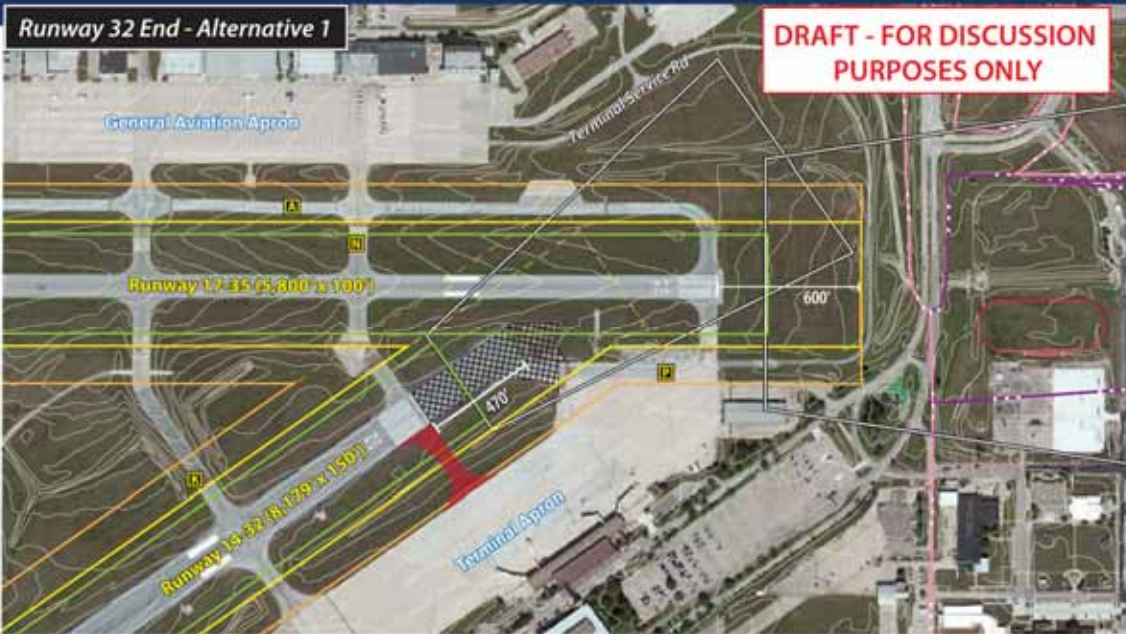 Runway 32 End - Alternative 1
DRAFT - FOR DISCUSSION
PURPOSES ONLY
Terminal Service Rd
General Aviation Apron
A
N
Runway 17-35 (5,800' x 100')
600'
P
470'
K
Runway 14-32 (8,179' x 150')
Terminal Apron